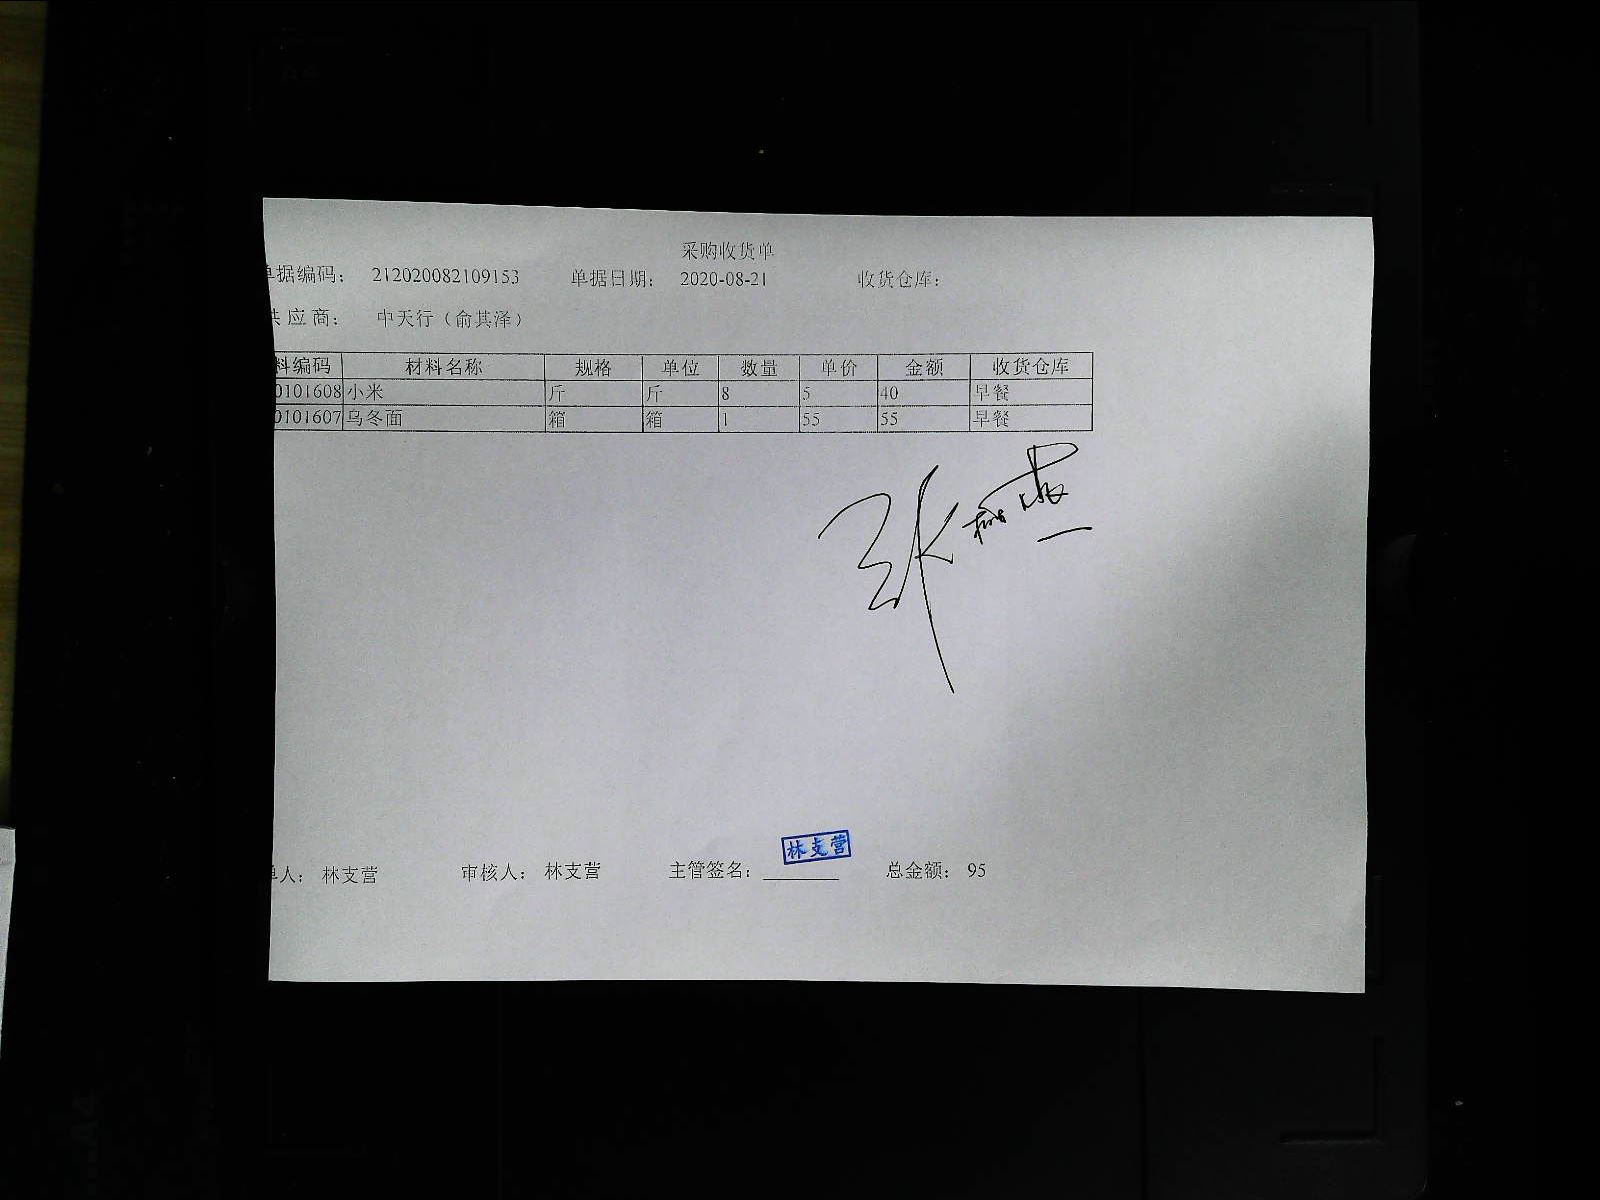 采购收货单
单据编码： 212020082109153 单据日期： 2020-08-21 收货仓库：
供应商： 中天行（俞其泽）
料编码 材料名称 规格 单位 数量 单价 金额 收货仓库
0101608 小米 斤 斤 8 5 40 早餐
0101607 乌冬面 箱 箱 1 55 55 早餐
林支营
单人： 林支营 审核人： 林支营 主管签名： 总金额： 95